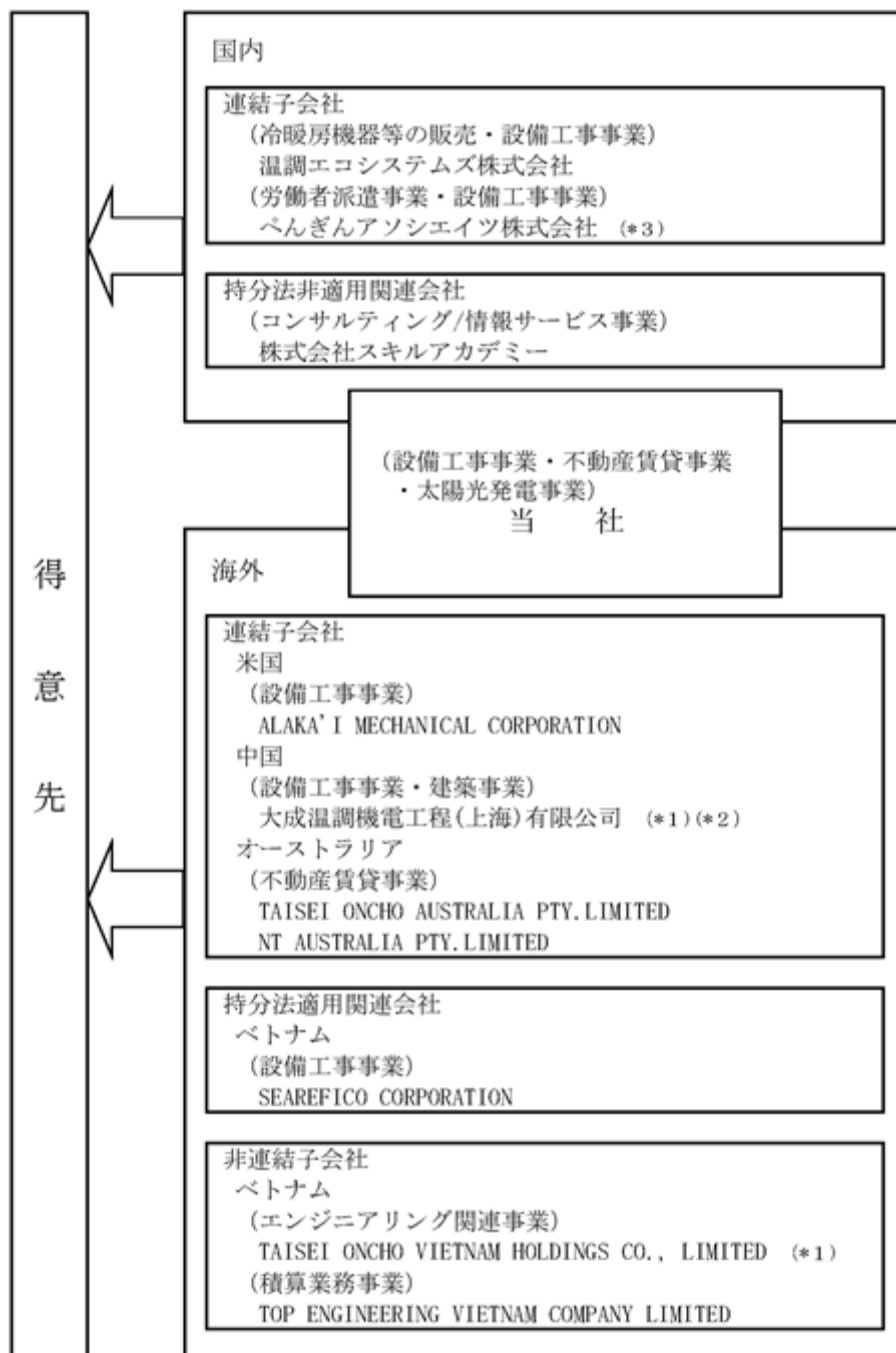 得意先
国内
連結子会社
(冷暖房機器等の販売・設備工事事業)
温調エコシステムズ株式会社
(労働者派遣事業・設備工事事業)
ぺんぎんアソシエイツ株式会社 (*3)
持分法非適用関連会社
(コンサルティング/情報サービス事業)
株式会社スキルアカデミー
(設備工事事業・不動産賃貸事業
・太陽光発電事業)
当 社
海外
連結子会社
米国
(設備工事事業)
ALAKA'I MECHANICAL CORPORATION
中国
(設備工事事業・建築事業)
大成温調機電工程(上海)有限公司 (*1)(*2)
オーストラリア
(不動産賃貸事業)
TAISEI ONCHO AUSTRALIA PTY.LIMITED
NT AUSTRALIA PTY.LIMITED
持分法適用関連会社
ベトナム
(設備工事事業)
SEAREFICO CORPORATION
非連結子会社
ベトナム
(エンジニアリング関連事業)
TAISEI ONCHO VIETNAM HOLDINGS CO., LIMITED (*1)
(積算業務事業)
TOP ENGINEERING VIETNAM COMPANY LIMITED